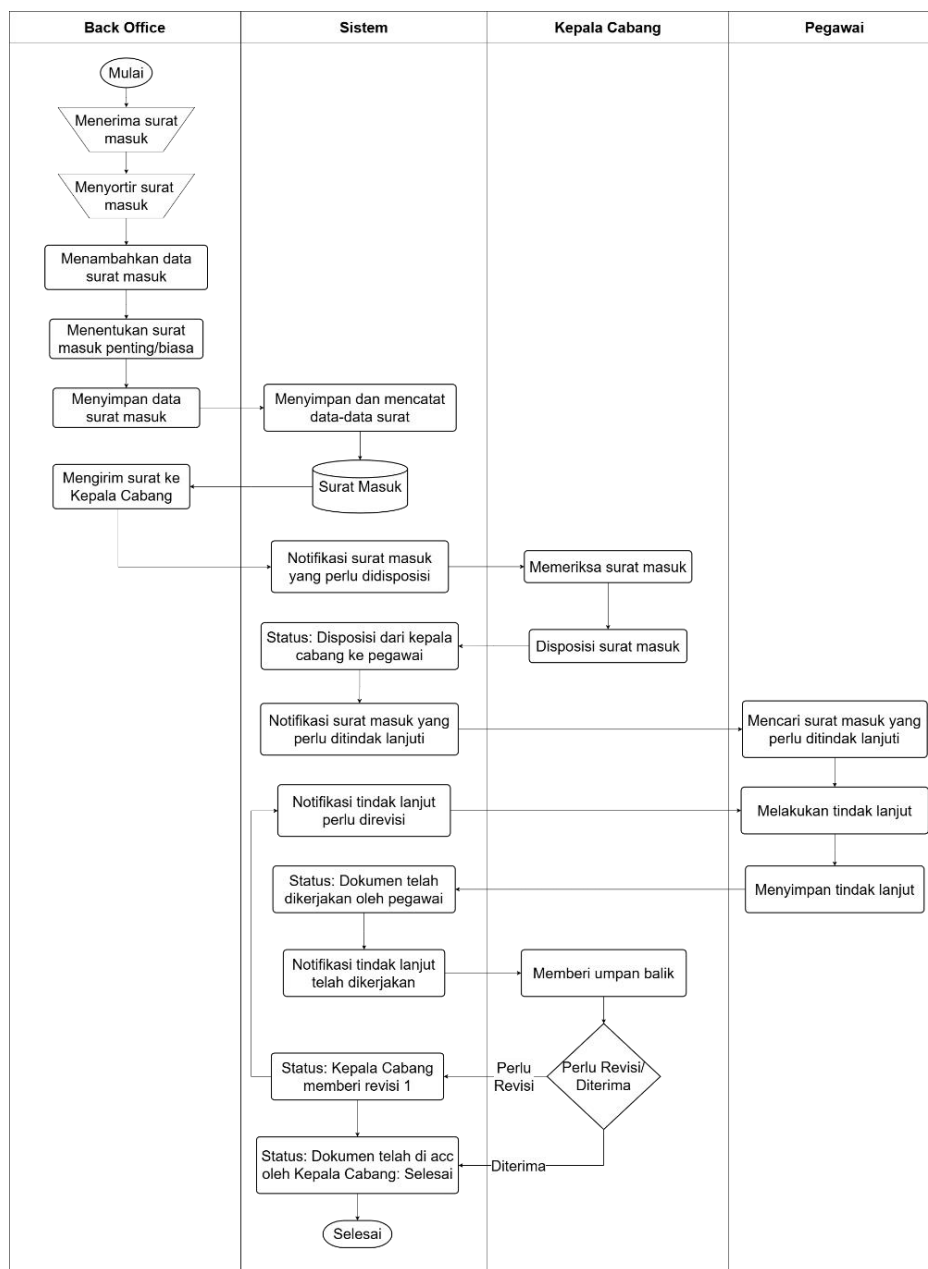 Back Office
Sistem
Kepala Cabang
Pegawai
Mulai
Menerima surat
masuk
Menyortir surat
masuk
Menambahkan data
surat masuk
Menentukan surat
masuk penting/biasa
Menyimpan data
surat masuk
Menyimpan dan mencatat
data-data surat
Surat Masuk
Mengirim surat ke
Kepala Cabang
Notifikasi surat masuk
yang perlu didisposisi
Memeriksa surat masuk
Disposisi surat masuk
Status: Disposisi dari kepala
cabang ke pegawai
Notifikasi surat masuk yang
perlu ditindak lanjuti
Mencari surat masuk yang
perlu ditindak lanjuti
Notifikasi tindak lanjut
perlu direvisi
Melakukan tindak lanjut
Menyimpan tindak lanjut
Status: Dokumen telah
dikerjakan oleh pegawai
Notifikasi tindak lanjut
telah dikerjakan
Memberi umpan balik
Perlu Revisi/
Diterima
Perlu
Revisi
Status: Kepala Cabang
memberi revisi 1
Diterima
Status: Dokumen telah di acc
oleh Kepala Cabang: Selesai
Selesai